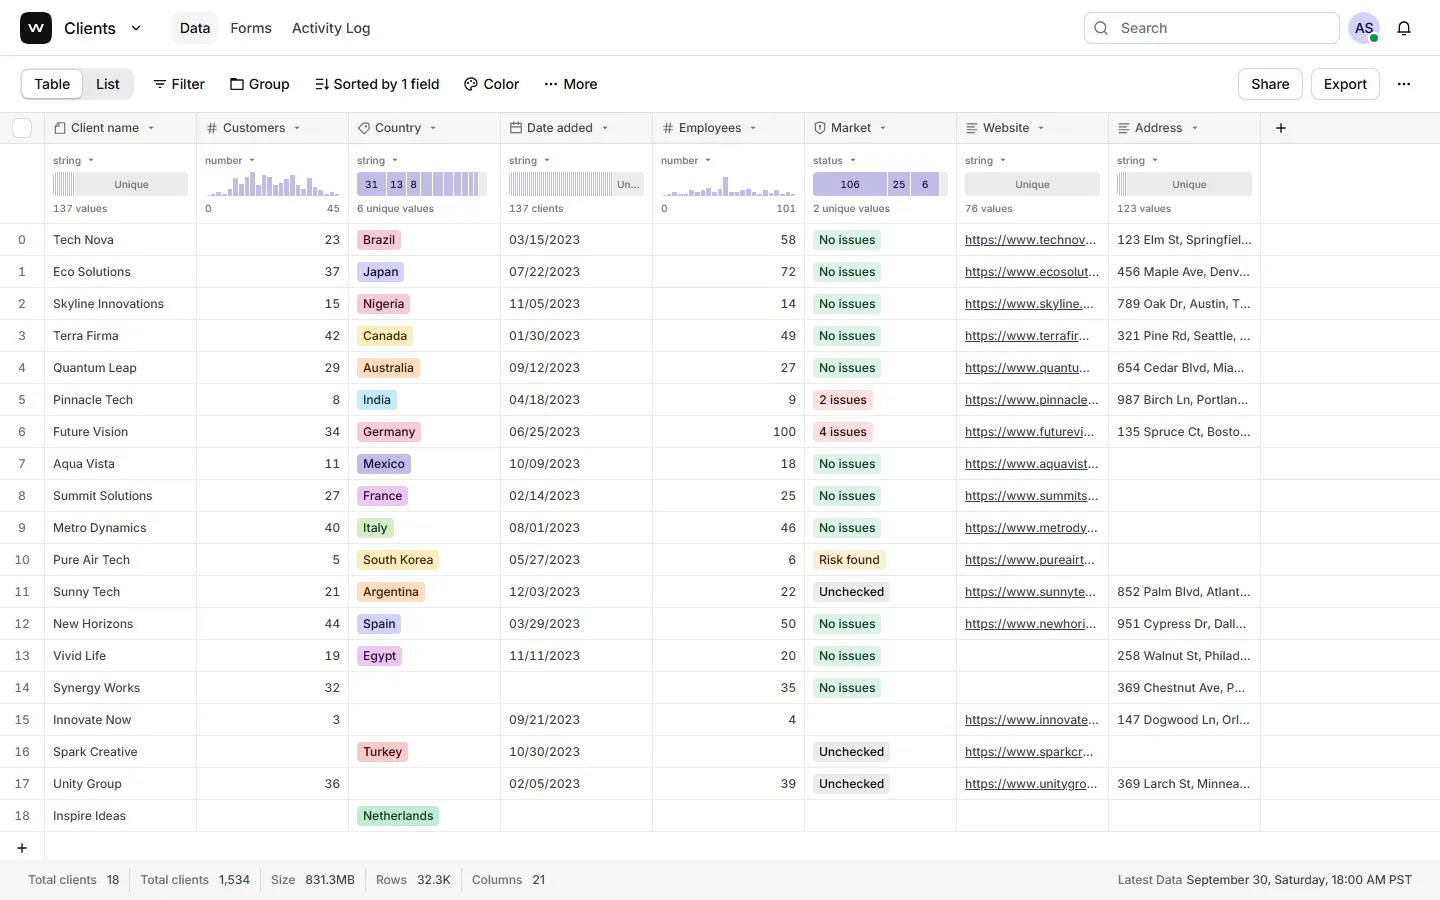 W Clients Data Forms Activity Log Search AS
Table List Filter Group Sorted by 1 field Color More Share Export
Client name # Customers Country Date added # Employees Market Website Address +
string number string string number status string string
Unique 31 13 8 Un... 106 25 6 Unique Unique
137 values 0 45 6 unique values 137 clients 0 101 2 unique values 76 values 123 values
0 Tech Nova 23 Brazil 03/15/2023 58 No issues https://www.technov... 123 Elm St, Springfiel...
1 Eco Solutions 37 Japan 07/22/2023 72 No issues https://www.ecosolut... 456 Maple Ave, Denv...
2 Skyline Innovations 15 Nigeria 11/05/2023 14 No issues https://www.skyline.... 789 Oak Dr, Austin, T...
3 Terra Firma 42 Canada 01/30/2023 49 No issues https://www.terrafir... 321 Pine Rd, Seattle, ...
4 Quantum Leap 29 Australia 09/12/2023 27 No issues https://www.quantu... 654 Cedar Blvd, Mia...
5 Pinnacle Tech 8 India 04/18/2023 9 2 issues https://www.pinnacle... 987 Birch Ln, Portlan...
6 Future Vision 34 Germany 06/25/2023 100 4 issues https://www.futurevi... 135 Spruce Ct, Bosto...
7 Aqua Vista 11 Mexico 10/09/2023 18 No issues https://www.aquavist...
8 Summit Solutions 27 France 02/14/2023 25 No issues https://www.summits...
9 Metro Dynamics 40 Italy 08/01/2023 46 No issues https://www.metrody...
10 Pure Air Tech 5 South Korea 05/27/2023 6 Risk found https://www.pureairt...
11 Sunny Tech 21 Argentina 12/03/2023 22 Unchecked https://www.sunnyte... 852 Palm Blvd, Atlant...
12 New Horizons 44 Spain 03/29/2023 50 No issues https://www.newhori... 951 Cypress Dr, Dall...
13 Vivid Life 19 Egypt 11/11/2023 20 No issues 258 Walnut St, Philad...
14 Synergy Works 32 35 No issues 369 Chestnut Ave, P...
15 Innovate Now 3 09/21/2023 4 https://www.innovate... 147 Dogwood Ln, Orl...
16 Spark Creative Turkey 10/30/2023 Unchecked https://www.sparkcr...
17 Unity Group 36 02/05/2023 39 Unchecked https://www.unitygro... 369 Larch St, Minnea...
18 Inspire Ideas Netherlands
+
Total clients 18 Total clients 1,534 Size 831.3MB Rows 32.3K Columns 21 Latest Data September 30, Saturday, 18:00 AM PST